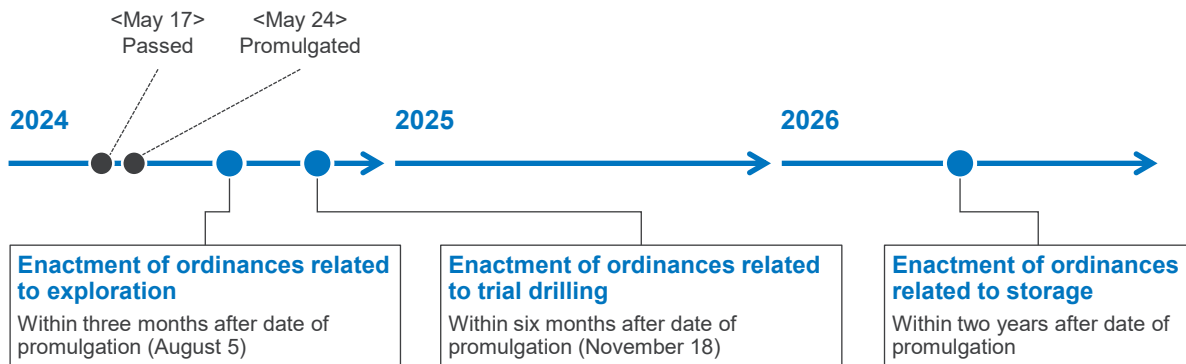 <May 17>
Passed
<May 24>
Promulgated
2024
2025
2026
Enactment of ordinances related
to exploration
Within three months after date of
promulgation (August 5)
Enactment of ordinances related
to trial drilling
Within six months after date of
promulgation (November 18)
Enactment of ordinances
related to storage
Within two years after date of
promulgation